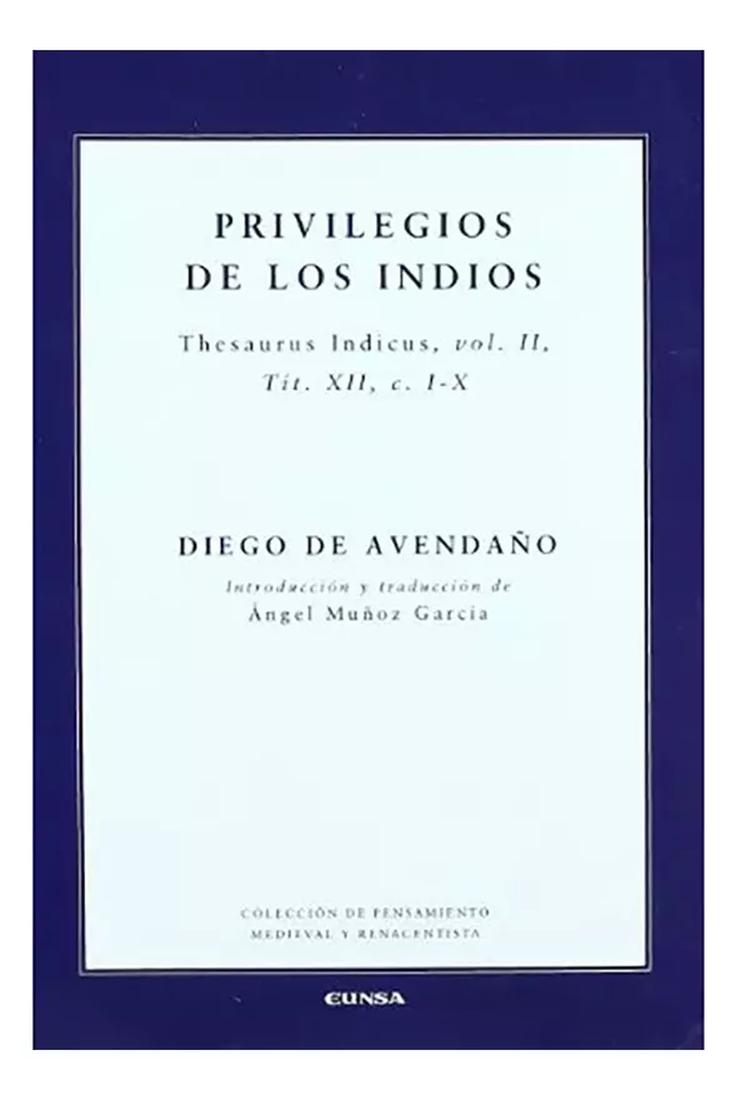 PRIVILEGIOS
DE LOS INDIOS
Thesaurus Indicus, vol. II,
Tít. XII, c. I-X
DIEGO DE AVENDAÑO
Introducción y traducción de
Ángel Muñoz García
COLECCIÓN DE PENSAMIENTO
MEDIEVAL Y RENACENTISTA
EUNSA